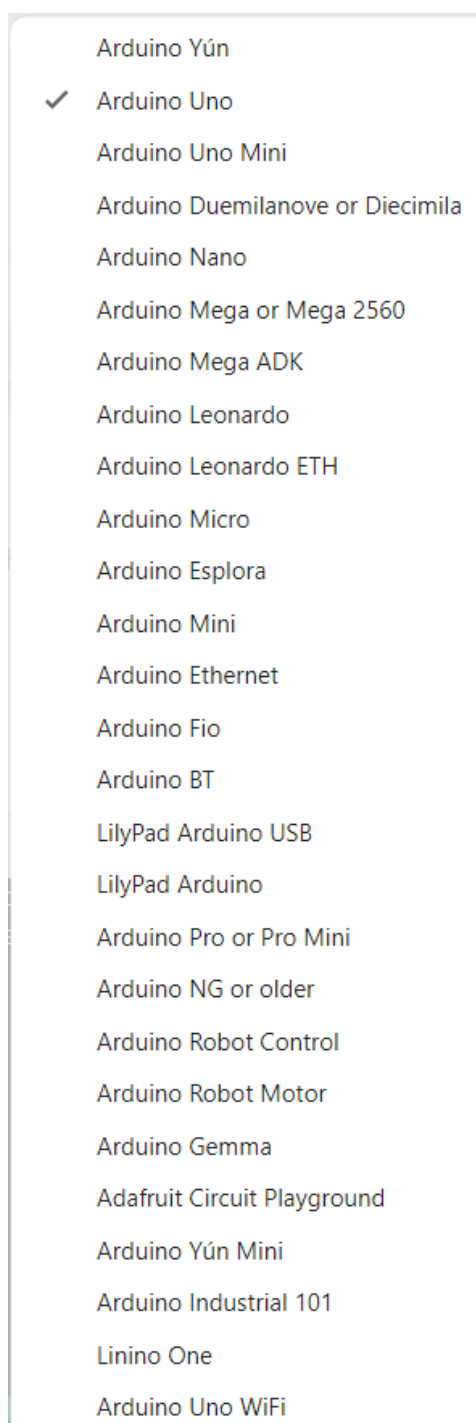 Arduino Yún
Arduino Uno
Arduino Uno Mini
Arduino Duemilanove or Diecimila
Arduino Nano
Arduino Mega or Mega 2560
Arduino Mega ADK
Arduino Leonardo
Arduino Leonardo ETH
Arduino Micro
Arduino Esplora
Arduino Mini
Arduino Ethernet
Arduino Fio
Arduino BT
LilyPad Arduino USB
LilyPad Arduino
Arduino Pro or Pro Mini
Arduino NG or older
Arduino Robot Control
Arduino Robot Motor
Arduino Gemma
Adafruit Circuit Playground
Arduino Yún Mini
Arduino Industrial 101
Linino One
Arduino Uno WiFi